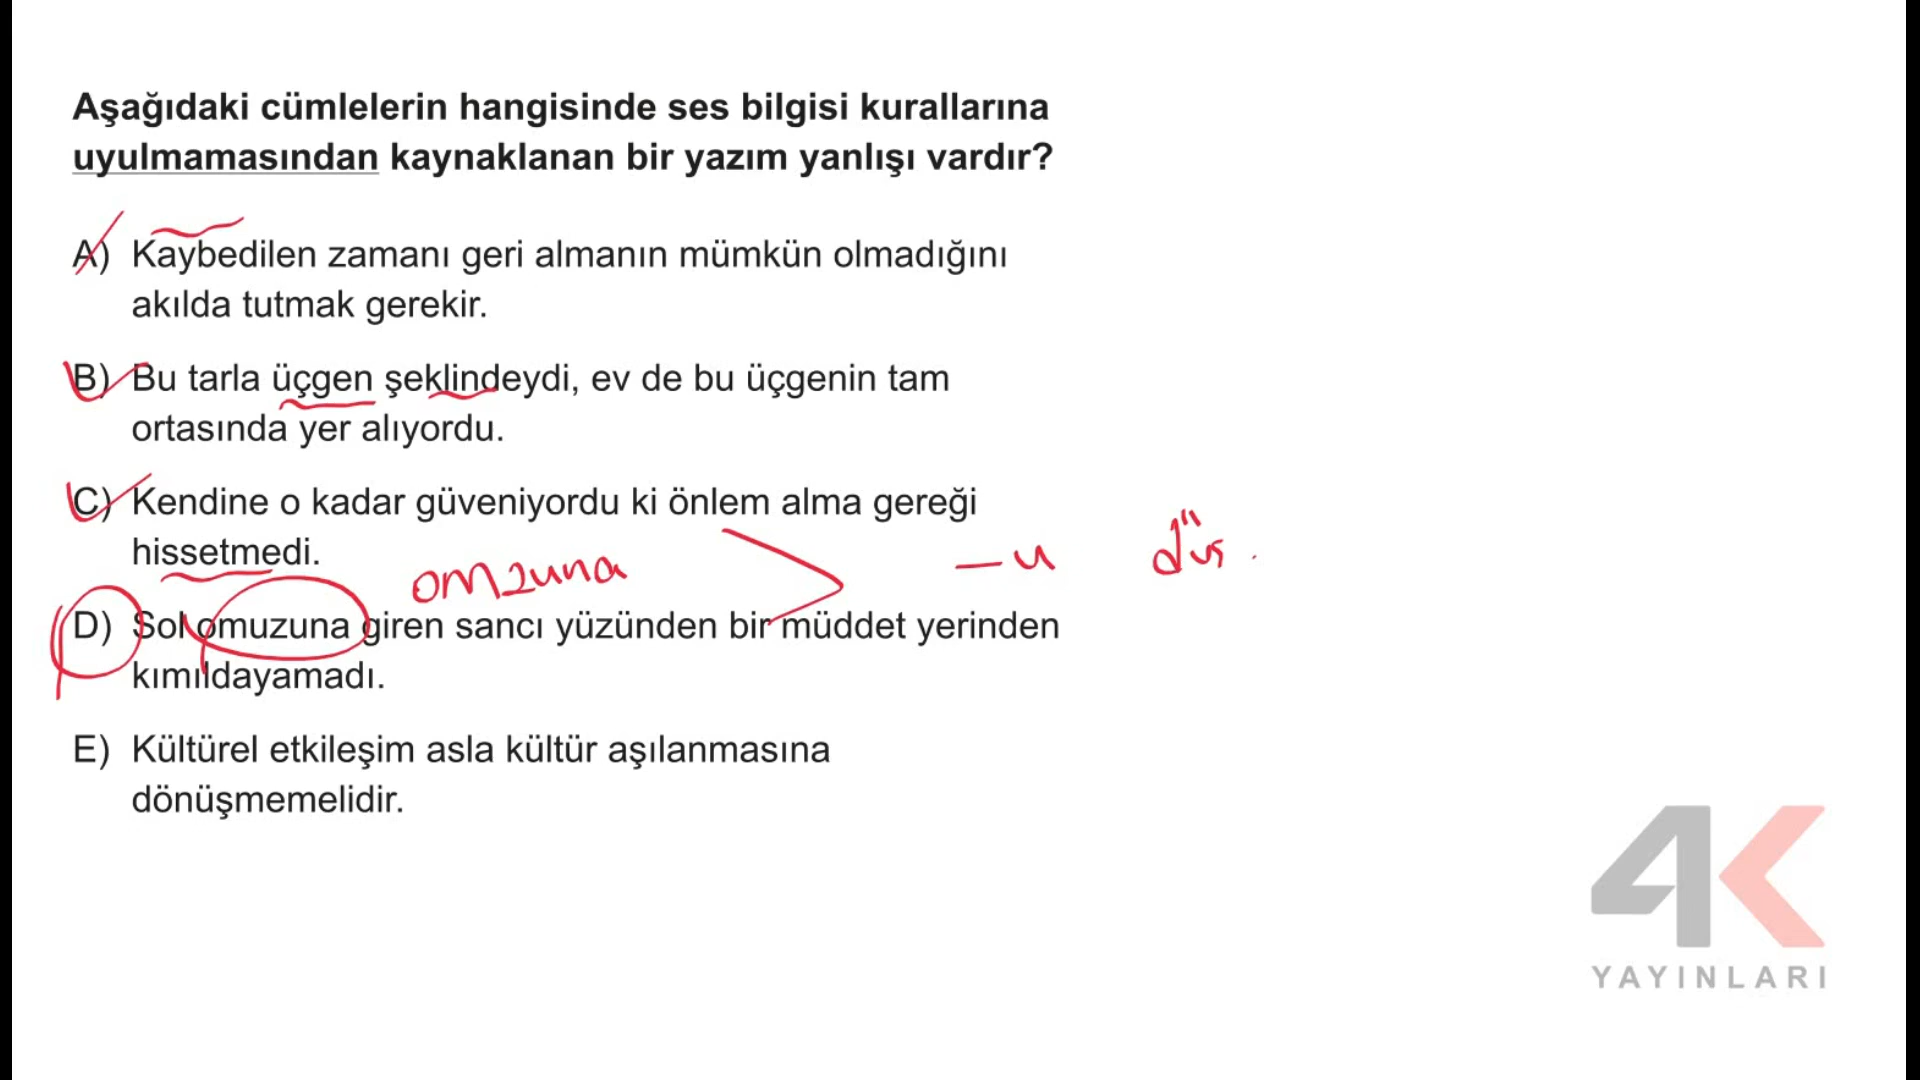 Aşağıdaki cümlelerin hangisinde ses bilgisi kurallarına
uyulmamasından kaynaklanan bir yazım yanlışı vardır?
A) Kaybedilen zamanı geri almanın mümkün olmadığını
akılda tutmak gerekir.
B) Bu tarla üçgen şeklindeydi, ev de bu üçgenin tam
ortasında yer alıyordu.
C) Kendine o kadar güveniyordu ki önlem alma gereği
hissetmedi.
omzuna
-u düş.
D) Sol omuzuna giren sancı yüzünden bir müddet yerinden
kımıldayamadı.
E) Kültürel etkileşim asla kültür aşılanmasına
dönüşmemelidir.
4K
YAYINLARI